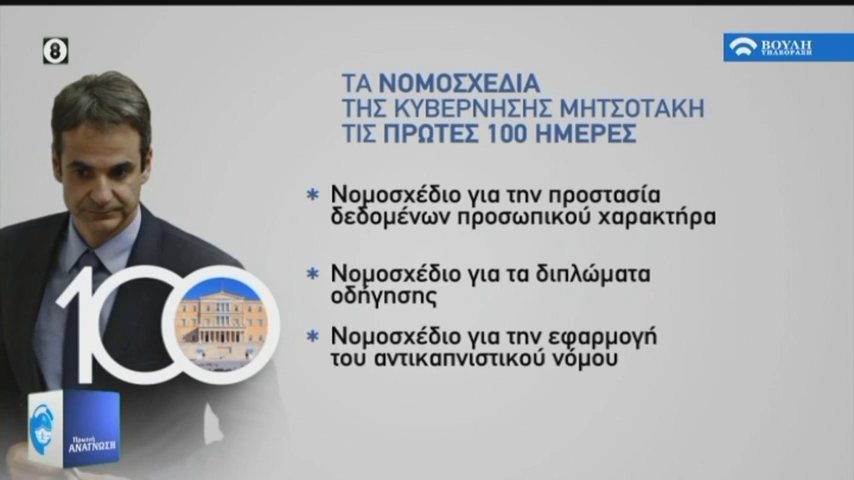 8
ΒΟΥΛΗ
ΤΗΛΕΟΡΑΣΗ
ΤΑ ΝΟΜΟΣΧΕΔΙΑ
ΤΗΣ ΚΥΒΕΡΝΗΣΗΣ ΜΗΤΣΟΤΑΚΗ
ΤΙΣ ΠΡΩΤΕΣ 100 ΗΜΕΡΕΣ
* Νομοσχέδιο για την προστασία
δεδομένων προσωπικού χαρακτήρα
* Νομοσχέδιο για τα διπλώματα
οδήγησης
* Νομοσχέδιο για την εφαρμογή
του αντικαπνιστικού νόμου
100
Πρωινή
ΑΝΑΓΝΩΣΗ